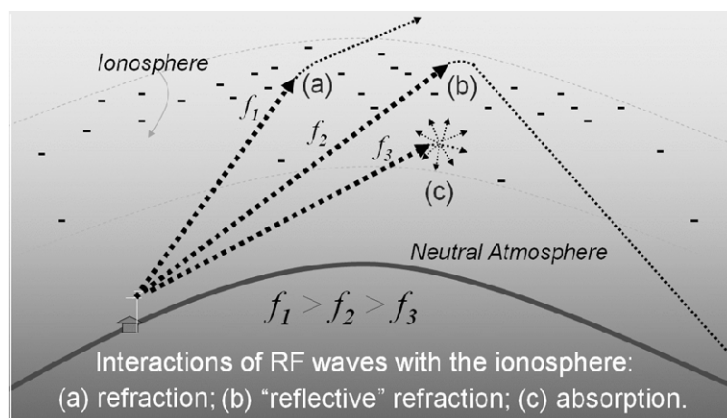 Ionosphere
(a)
(b)
f1
f2
f3
(c)
Neutral Atmosphere
f1 > f2 > f3
Interactions of RF waves with the ionosphere:
(a) refraction; (b) “reflective” refraction; (c) absorption.